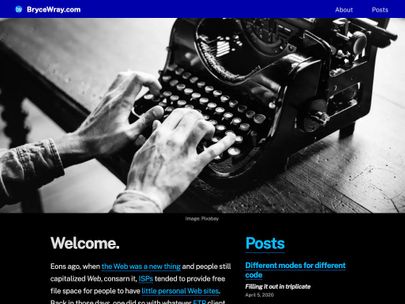 BryceWray.com
About
Posts
Image: Pixabay
Welcome.
Eons ago, when the Web was a new thing and people still
capitalized Web, consarn it, ISPs tended to provide free
file space for people to have little personal Web sites.
Back in those days, one did so with whatever FTP client
Posts
Different modes for different
code
Filling it out in triplicate
April 5, 2020